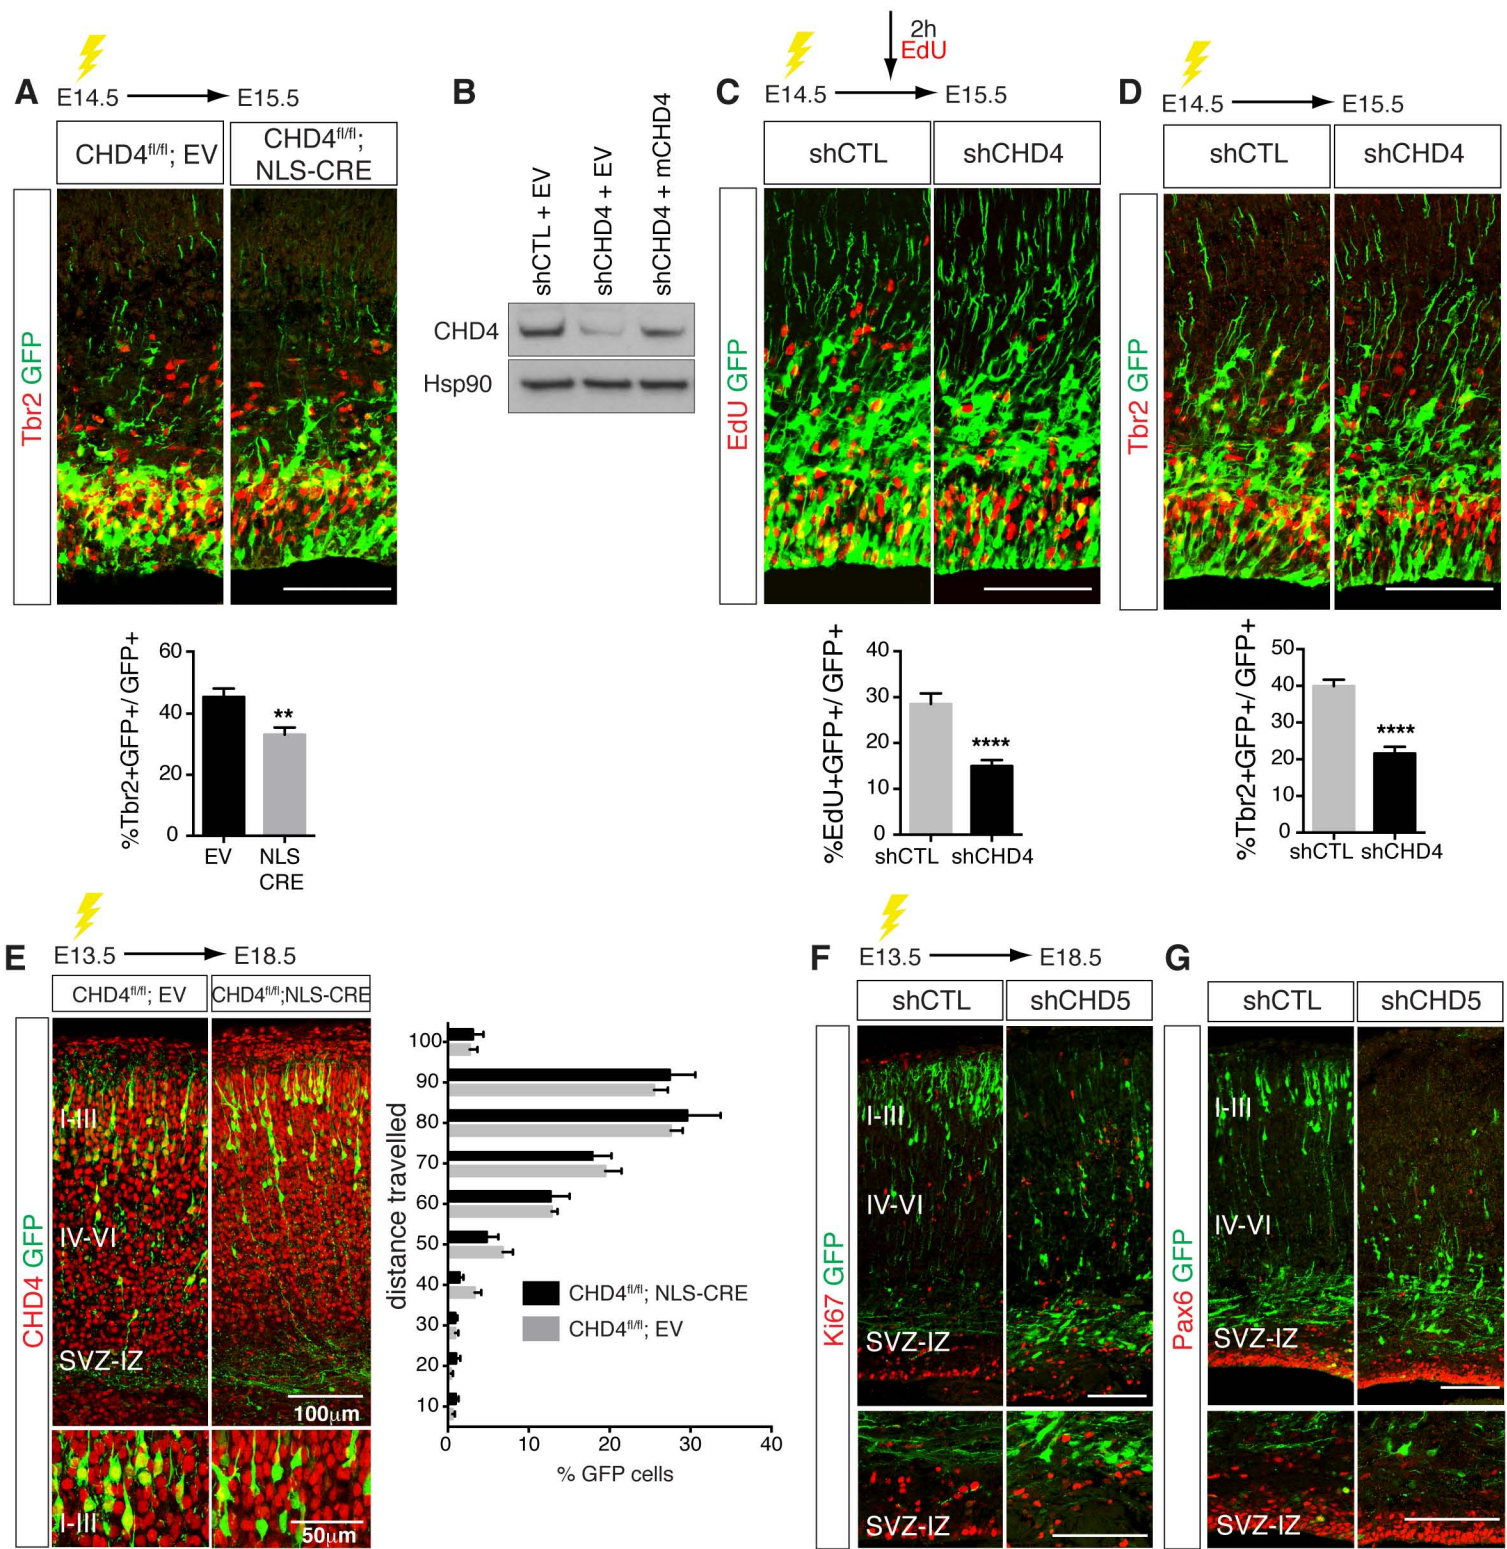 A
E14.5
E15.5
CHD4fl/fl; EV
CHD4fl/fl;
NLS-CRE
Tbr2 GFP
%Tbr2+GFP+/ GFP+
60
40
20
0
**
EV
NLS
CRE
B
shCTL + EV
shCHD4 + EV
shCHD4 + mCHD4
CHD4
Hsp90
C
2h
EdU
E14.5
E15.5
shCTL
shCHD4
EdU GFP
%EdU+GFP+/ GFP+
40
30
20
10
0
****
shCTL
shCHD4
D
E14.5
E15.5
shCTL
shCHD4
Tbr2 GFP
%Tbr2+GFP+/ GFP+
50
40
30
20
10
0
****
shCTL
shCHD4
E
E13.5
E18.5
CHD4fl/fl; EV
CHD4fl/fl;NLS-CRE
CHD4 GFP
I-III
IV-VI
SVZ-IZ
100µm
I-III
50µm
distance travelled
100
90
80
70
60
50
40
30
20
10
0
10
20
30
40
% GFP cells
CHD4fl/fl; NLS-CRE
CHD4fl/fl; EV
F
E13.5
E18.5
shCTL
shCHD5
Ki67 GFP
I-III
IV-VI
SVZ-IZ
SVZ-IZ
G
shCTL
shCHD5
Pax6 GFP
I-III
IV-VI
SVZ-IZ
SVZ-IZ